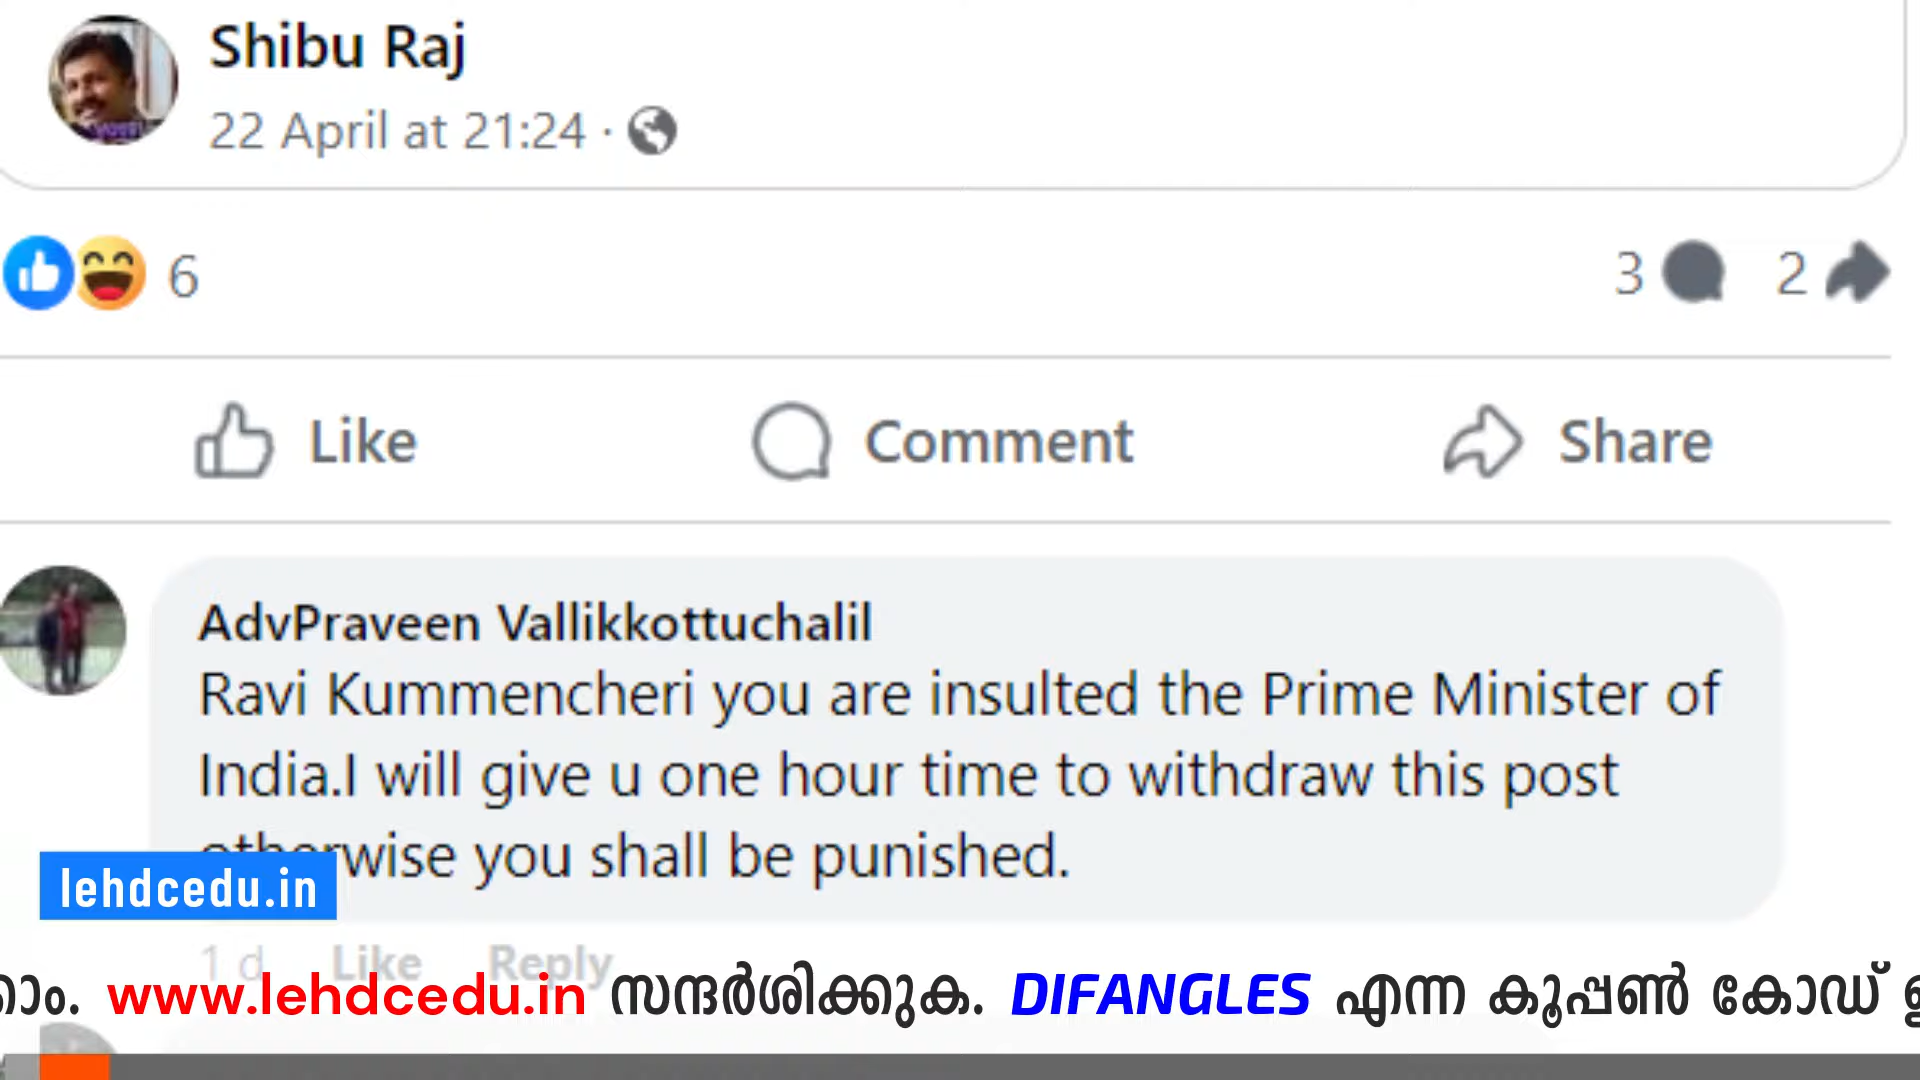 Shibu Raj
22 April at 21:24 ·
6
3
2
Like
Comment
Share
AdvPraveen Vallikkottuchalil
Ravi Kummencheri you are insulted the Prime Minister of
India.I will give u one hour time to withdraw this post
otherwise you shall be punished.
lehdcedu.in
1 d Like Reply
www.lehdcedu.in സന്ദർശിക്കുക. DIFANGLES എന്ന കൂപ്പൺ കോഡ്